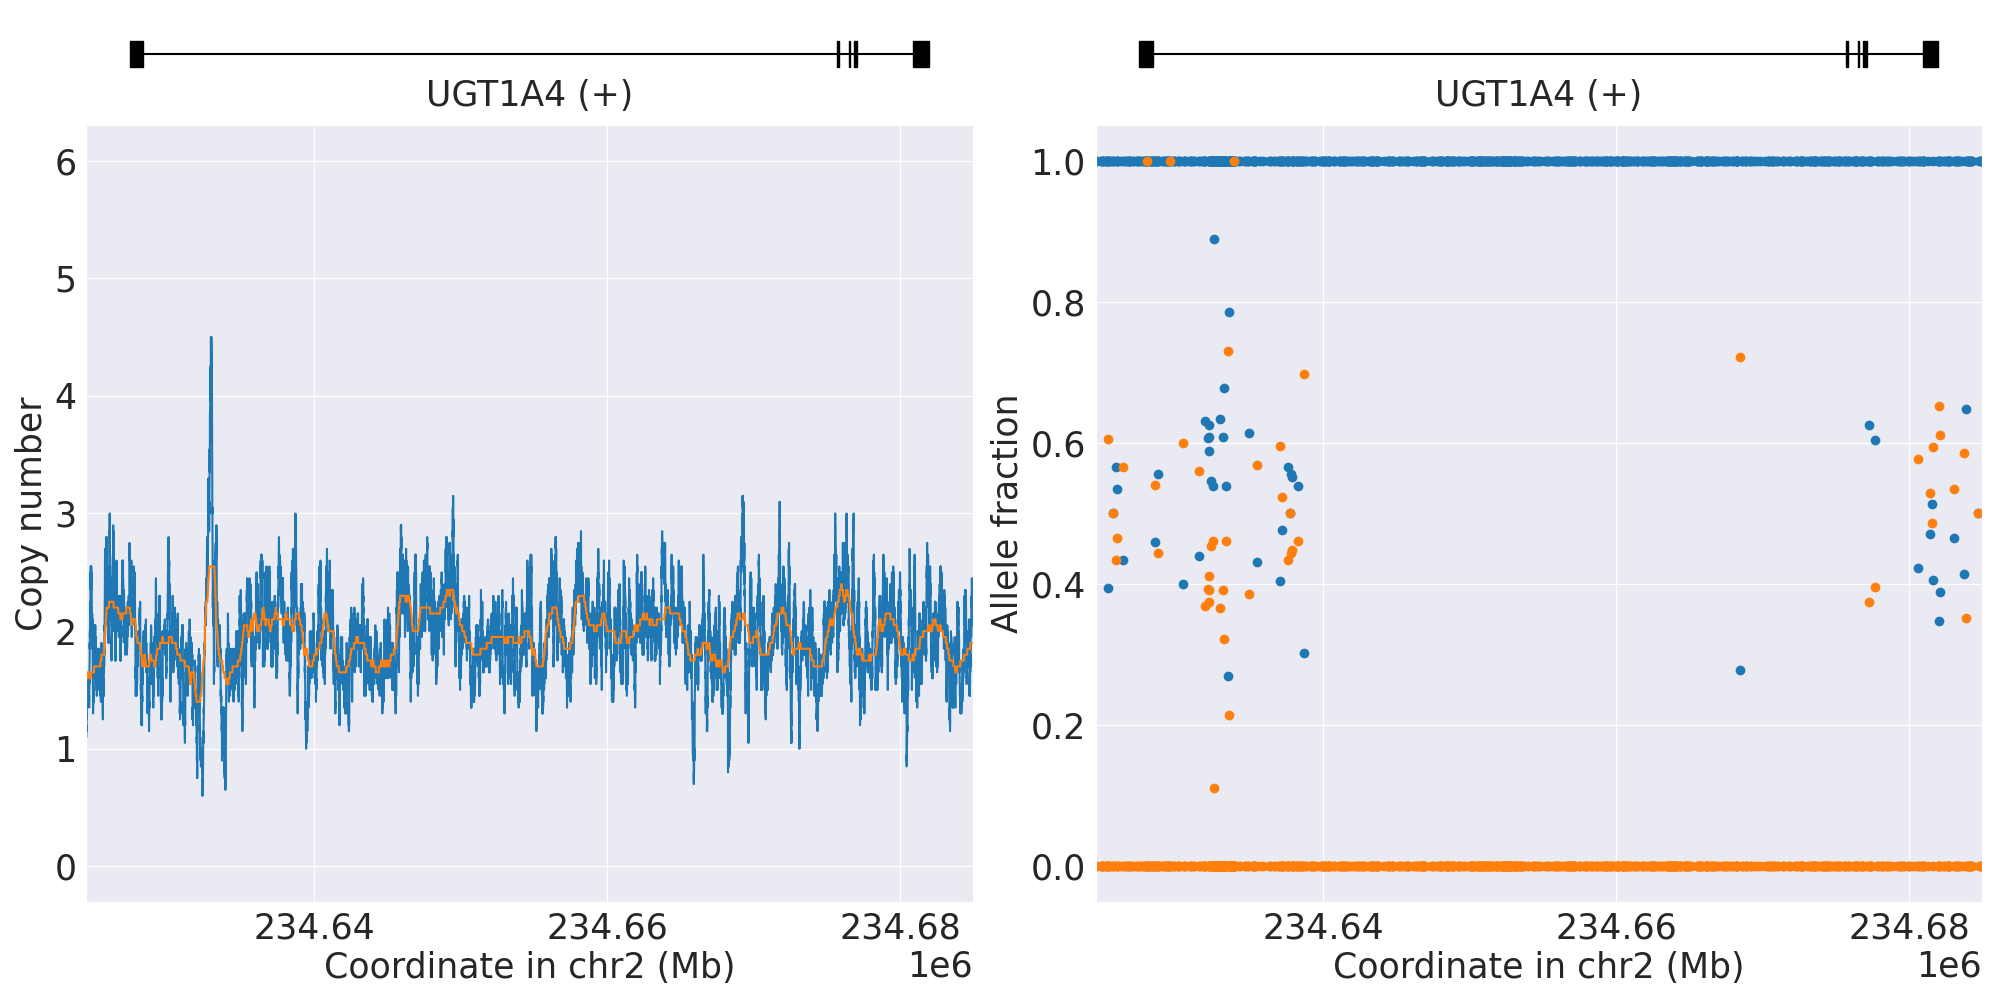 UGT1A4 (+)
6
5
4
3
2
1
0
Copy number
234.64 234.66 234.68
Coordinate in chr2 (Mb)
1e6
UGT1A4 (+)
1.0
0.8
0.6
0.4
0.2
0.0
Allele fraction
234.64 234.66 234.68
Coordinate in chr2 (Mb)
1e6